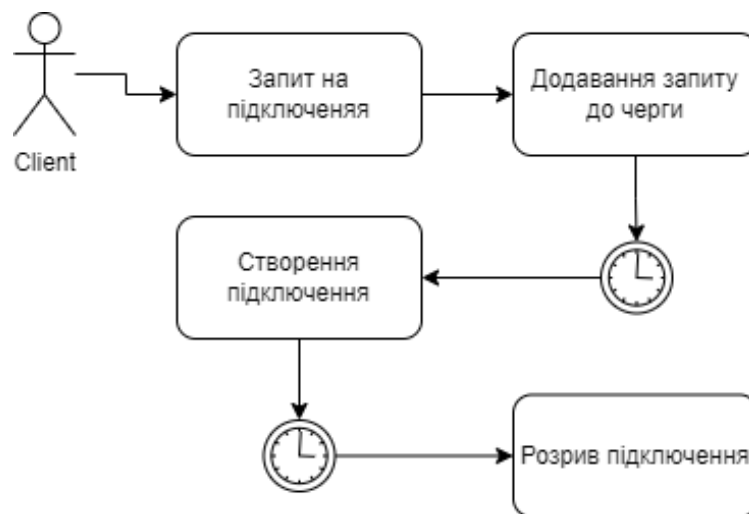 Запит на
підключеняя
Додавання запиту
до черги
Client
Створення
підключення
Розрив підключення